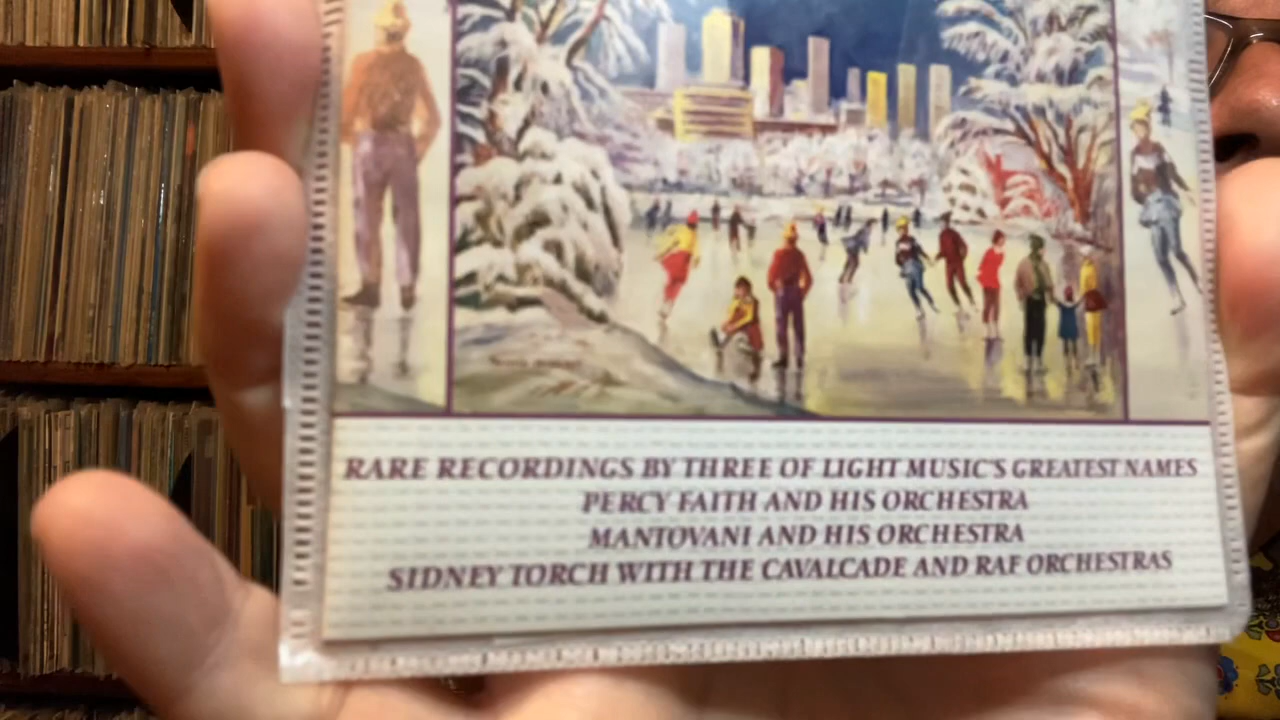 RARE RECORDINGS BY THREE OF LIGHT MUSIC'S GREATEST NAMES
PERCY FAITH AND HIS ORCHESTRA
MANTOVANI AND HIS ORCHESTRA
SIDNEY TORCH WITH THE CAVALCADE AND RAF ORCHESTRAS